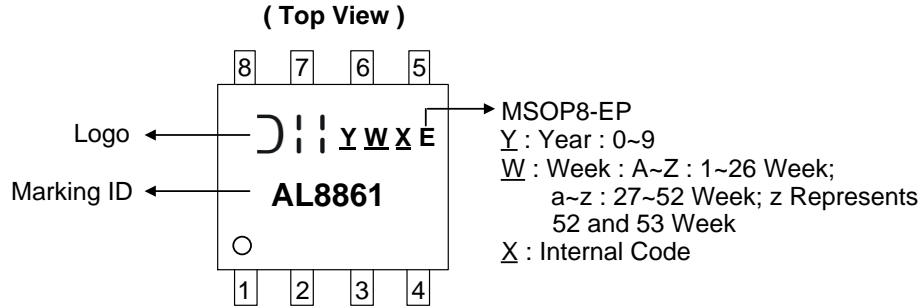 ( Top View )
8 7 6 5
Logo
Y W X E
MSOP8-EP
Y : Year : 0~9
W : Week : A~Z : 1~26 Week;
a~z : 27~52 Week; z Represents
52 and 53 Week
X : Internal Code
Marking ID
AL8861
1 2 3 4